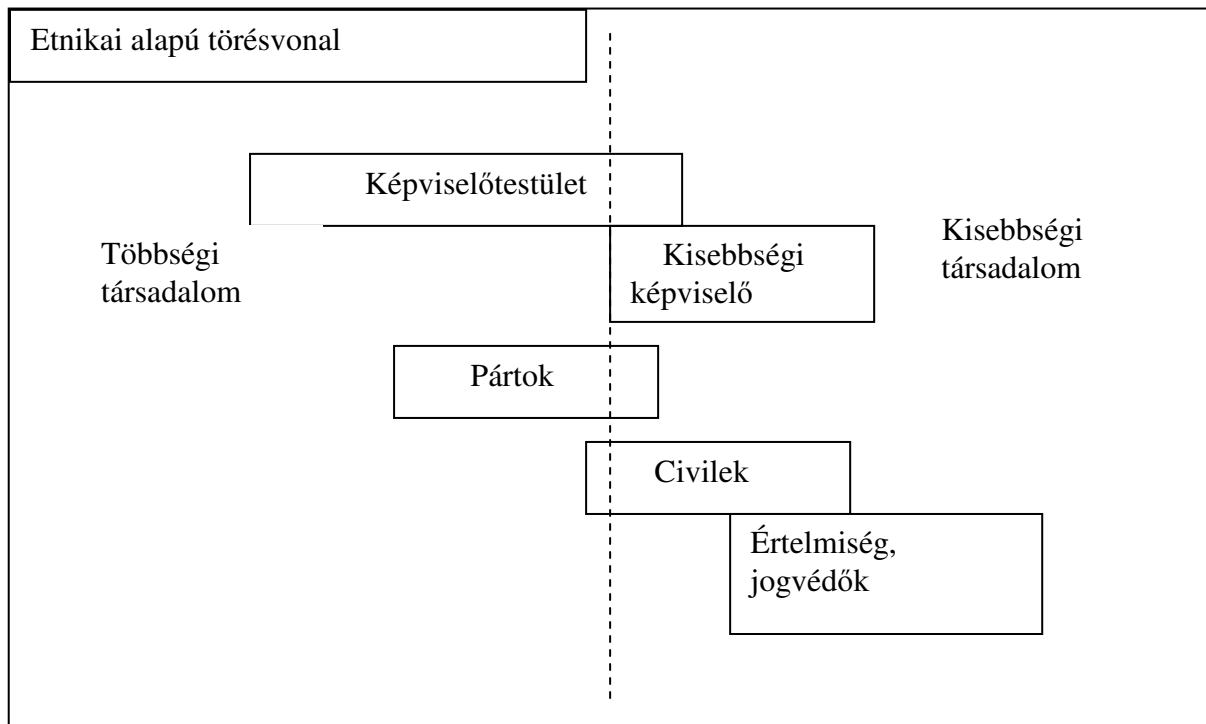 Etnikai alapú törésvonal
Képviselőtestület
Többségi
társadalom
Kisebbségi
képviselő
Kisebbségi
társadalom
Pártok
Civilek
Értelmiség,
jogvédők